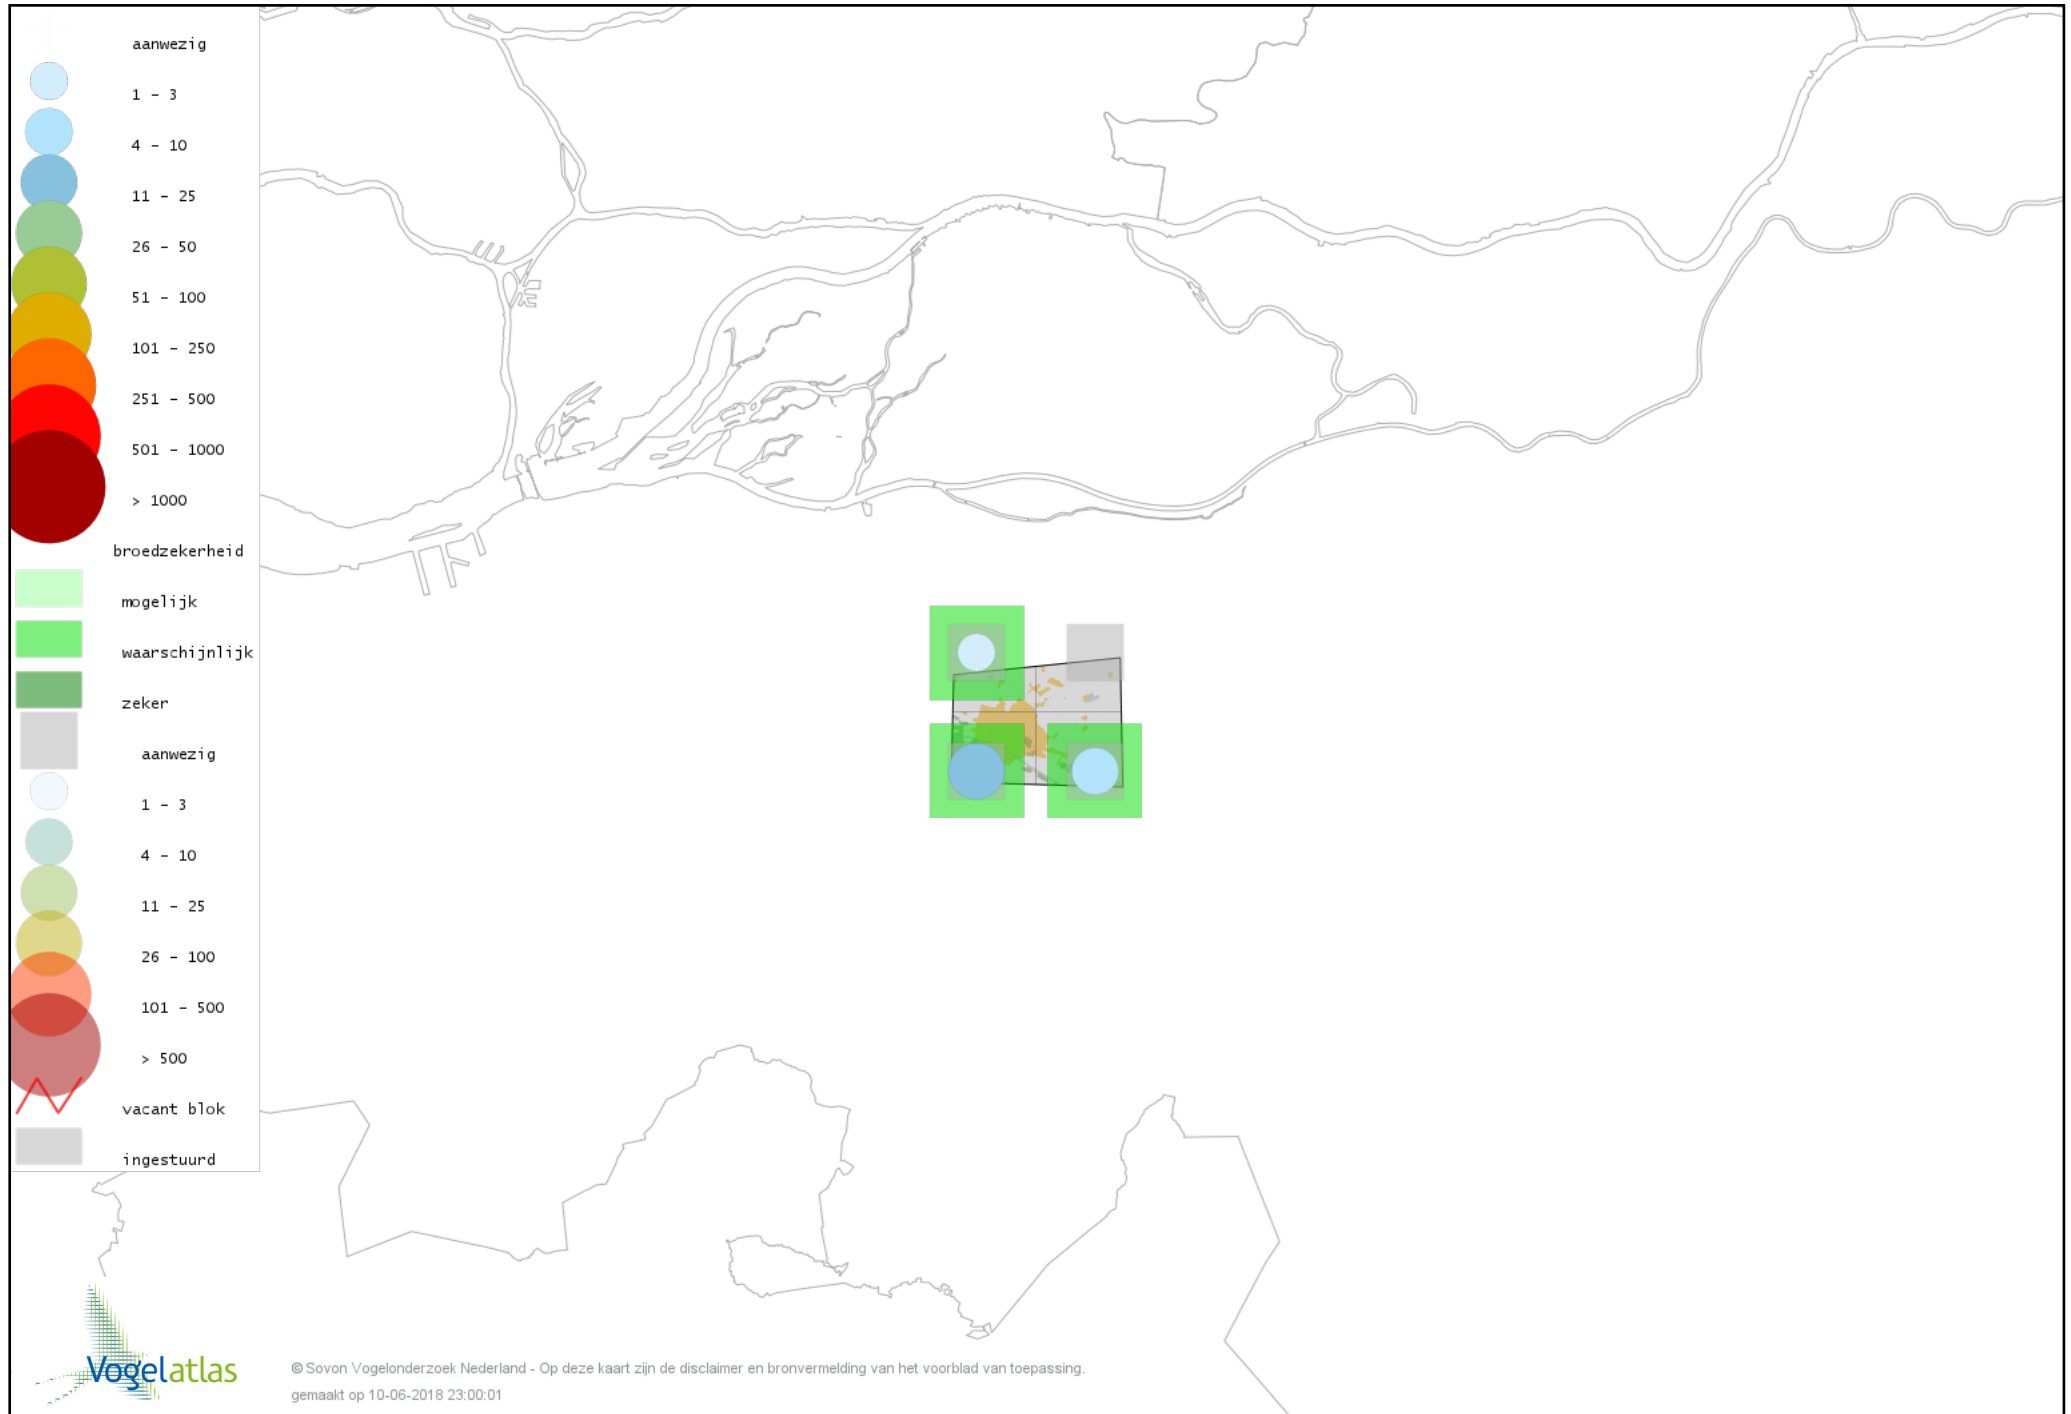 aanwezig
1 - 3
4 - 10
11 - 25
26 - 50
51 - 100
101 - 250
251 - 500
501 - 1000
> 1000
broedzekerheid
mogelijk
waarschijnlijk
zeker
aanwezig
1 - 3
4 - 10
11 - 25
26 - 100
101 - 500
> 500
vacant blok
ingestuurd
Vogelatlas
© Sovon Vogelonderzoek Nederland - Op deze kaart zijn de disclaimer en bronvermelding van het voorblad van toepassing.
gemaakt op 10-06-2018 23:00:01